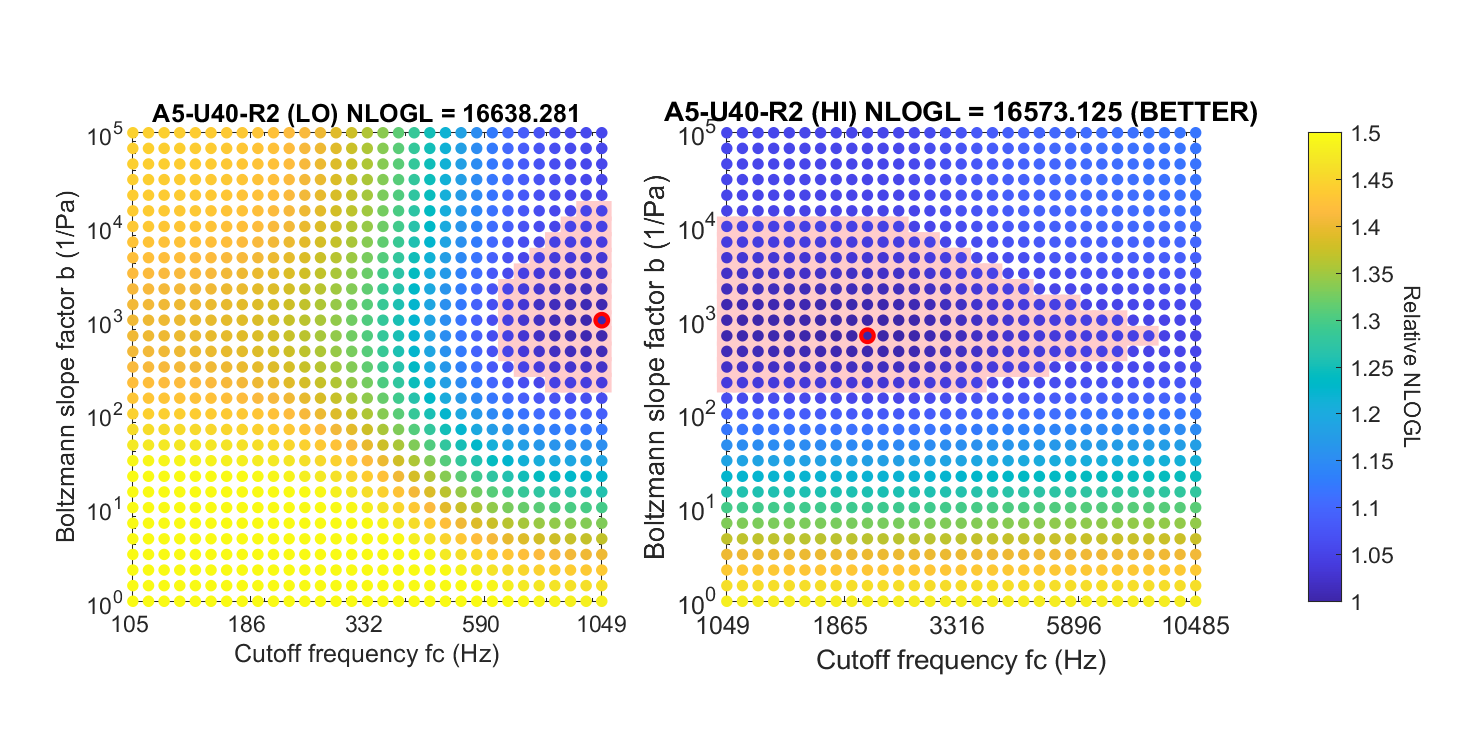 A5-U40-R2 (LO) NLOGL = 16638.281
10^5
10^4
10^3
10^2
10^1
10^0
Boltzmann slope factor b (1/Pa)
105 186 332 590 1049
Cutoff frequency fc (Hz)
A5-U40-R2 (HI) NLOGL = 16573.125 (BETTER)
10^5
10^4
10^3
10^2
10^1
10^0
Boltzmann slope factor b (1/Pa)
1049 1865 3316 5896 10485
Cutoff frequency fc (Hz)
1.5
1.45
1.4
1.35
1.3
1.25
1.2
1.15
1.1
1.05
1
Relative NLOGL